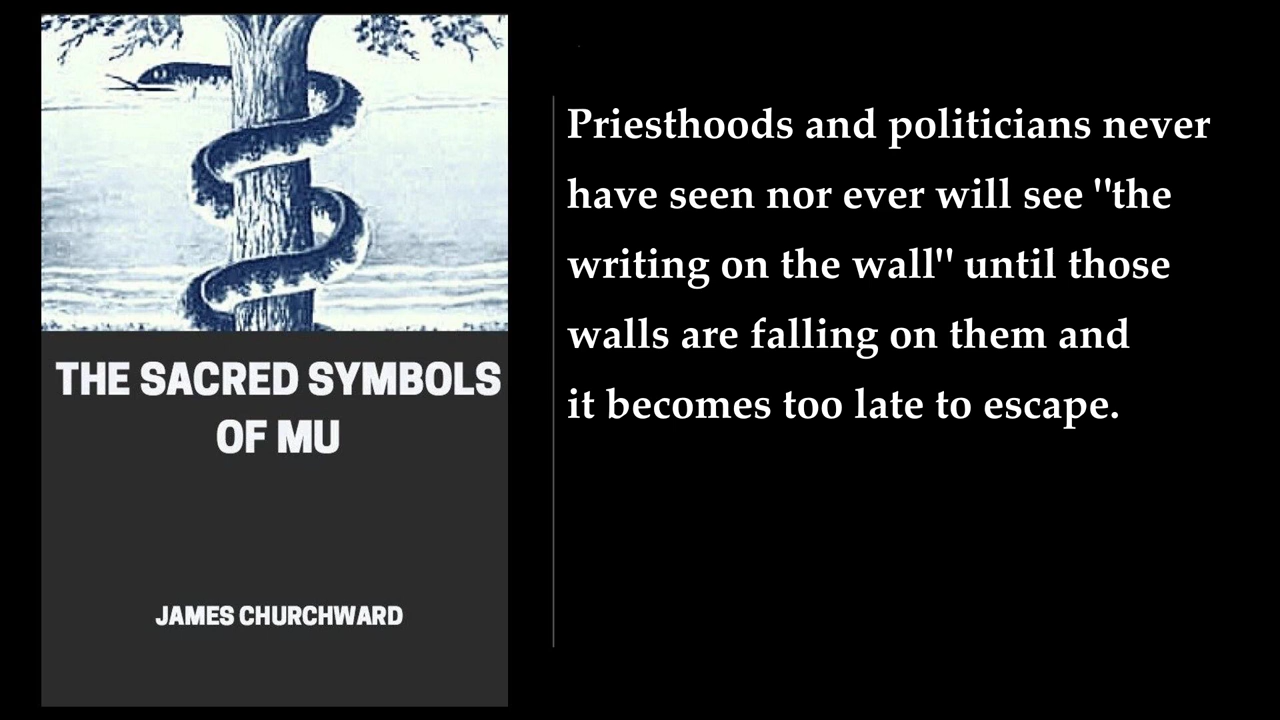 THE SACRED SYMBOLS
OF MU
JAMES CHURCHWARD
Priesthoods and politicians never
have seen nor ever will see "the
writing on the wall" until those
walls are falling on them and
it becomes too late to escape.